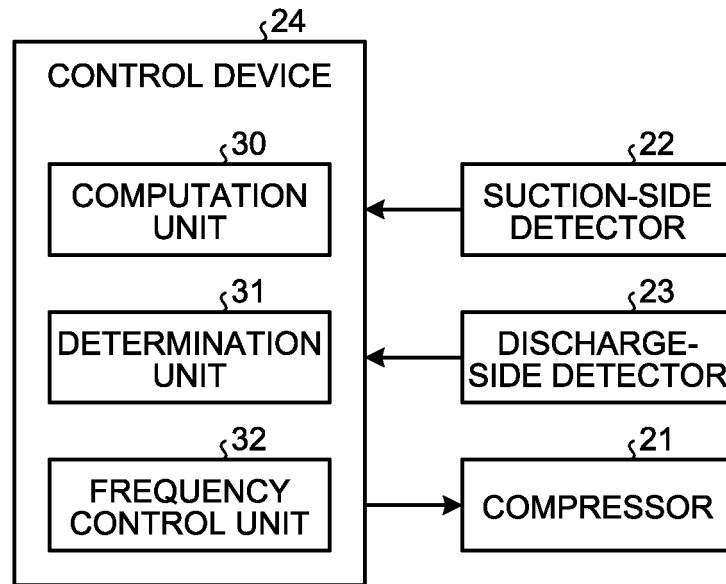 24
CONTROL DEVICE
30
COMPUTATION
UNIT
22
SUCTION-SIDE
DETECTOR
31
DETERMINATION
UNIT
23
DISCHARGE-
SIDE DETECTOR
32
FREQUENCY
CONTROL UNIT
21
COMPRESSOR